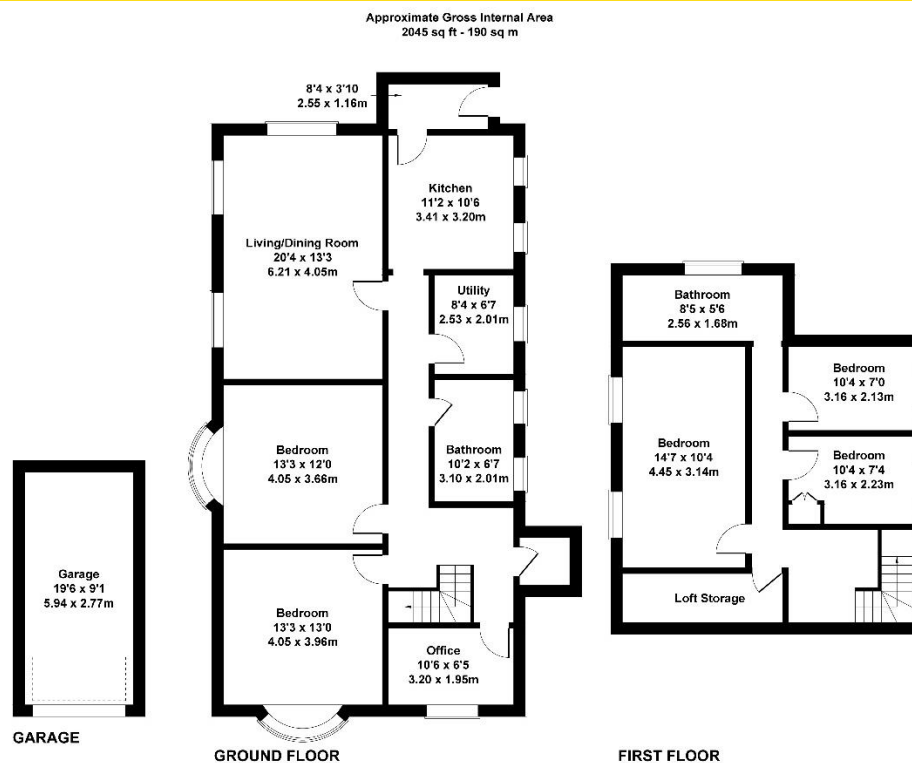 Approximate Gross Internal Area
2045 sq ft - 190 sq m
8'4 x 3'10
2.55 x 1.16m
Kitchen
11'2 x 10'6
3.41 x 3.20m
Living/Dining Room
20'4 x 13'3
6.21 x 4.05m
Utility
8'4 x 6'7
2.53 x 2.01m
Bedroom
13'3 x 12'0
4.05 x 3.66m
Bathroom
10'2 x 6'7
3.10 x 2.01m
Bedroom
13'3 x 13'0
4.05 x 3.96m
Office
10'6 x 6'5
3.20 x 1.95m
Garage
19'6 x 9'1
5.94 x 2.77m
Bathroom
8'5 x 5'6
2.56 x 1.68m
Bedroom
10'4 x 7'0
3.16 x 2.13m
Bedroom
14'7 x 10'4
4.45 x 3.14m
Bedroom
10'4 x 7'4
3.16 x 2.23m
Loft Storage
GARAGE
GROUND FLOOR
FIRST FLOOR